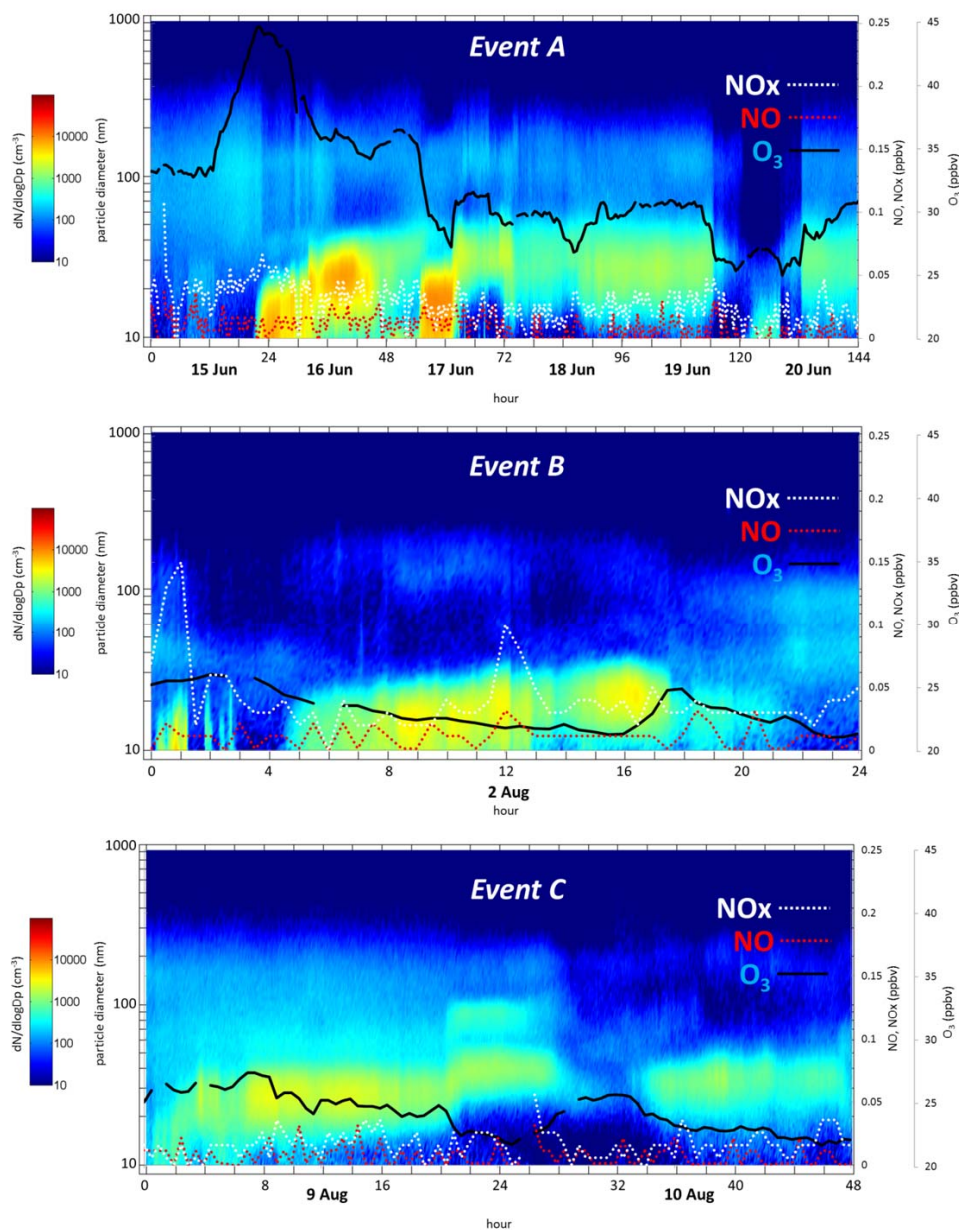 Event A
1000
100
10
particle diameter (nm)
dN/dlogDp (cm⁻³)
10000
1000
100
10
NOx
NO
O₃
0.25
0.2
0.15
0.1
0.05
0
NO, NOx (ppbv)
45
40
35
30
25
20
O₃ (ppbv)
0 24 48 72 96 120 144
15 Jun 16 Jun 17 Jun 18 Jun 19 Jun 20 Jun
hour
Event B
1000
100
10
particle diameter (nm)
dN/dlogDp (cm⁻³)
10000
1000
100
10
NOx
NO
O₃
0.25
0.2
0.15
0.1
0.05
0
NO, NOx (ppbv)
45
40
35
30
25
20
O₃ (ppbv)
0 4 8 12 16 20 24
2 Aug
hour
Event C
1000
100
10
particle diameter (nm)
dN/dlogDp (cm⁻³)
10000
1000
100
10
NOx
NO
O₃
0.25
0.2
0.15
0.1
0.05
0
NO, NOx (ppbv)
45
40
35
30
25
20
O₃ (ppbv)
0 8 16 24 32 40 48
9 Aug 10 Aug
hour